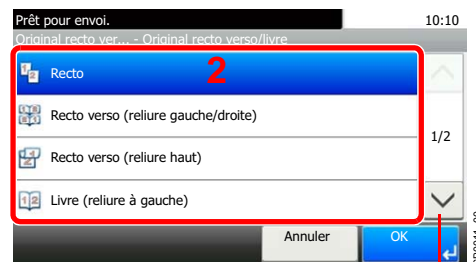 Prêt pour envoi.
10:10
Original recto ver... - Original recto verso/livre
Recto
2
Recto verso (reliure gauche/droite)
1/2
Recto verso (reliure haut)
Livre (reliure à gauche)
Annuler
OK